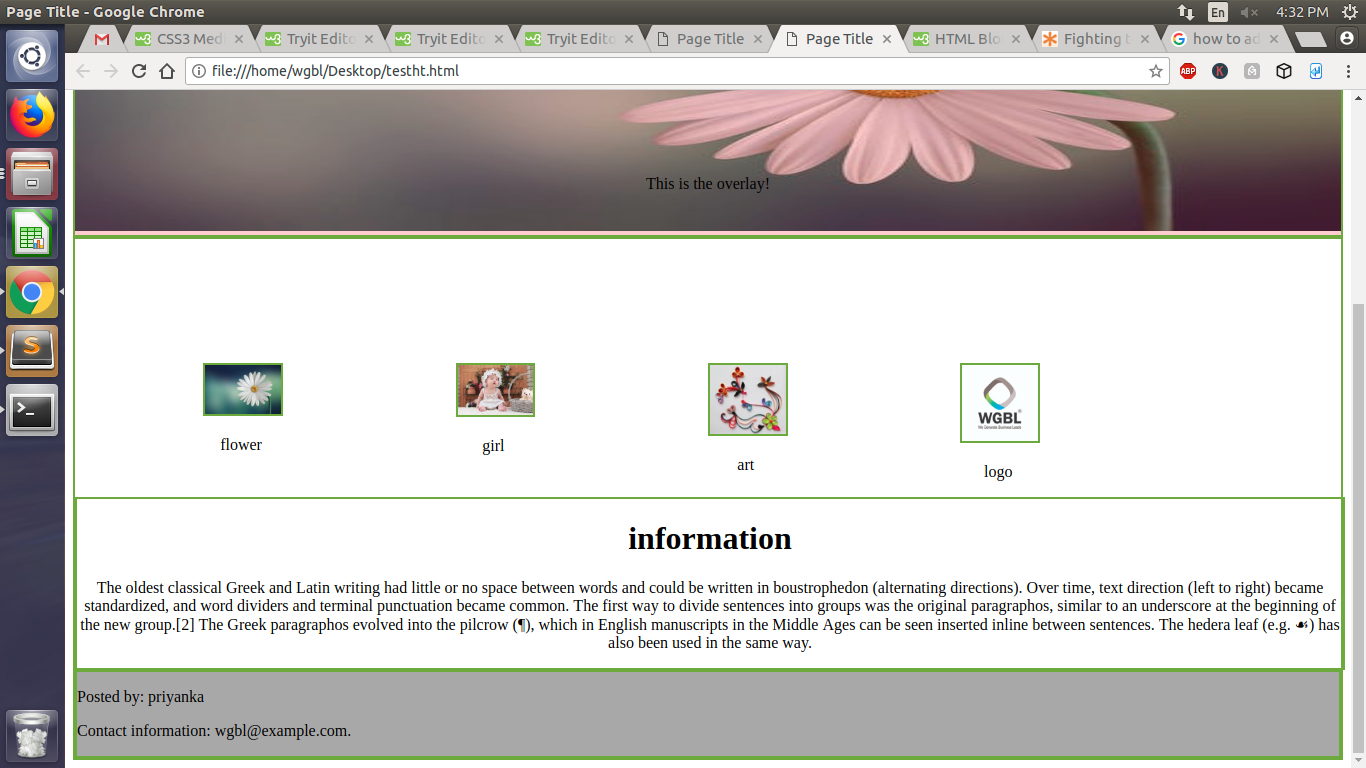 Page Title - Google Chrome
En
4:32 PM
CSS3 Med
Tryit Edito
Tryit Edito
Tryit Edito
Page Title
Page Title
HTML Blo
Fighting t
how to ad
file:///home/wgbl/Desktop/testht.html
ABP
K
This is the overlay!
WGBL
We Generate Business Leads
flower
girl
art
logo
information
The oldest classical Greek and Latin writing had little or no space between words and could be written in boustrophedon (alternating directions). Over time, text direction (left to right) became
standardized, and word dividers and terminal punctuation became common. The first way to divide sentences into groups was the original paragraphos, similar to an underscore at the beginning of
the new group.[2] The Greek paragraphos evolved into the pilcrow (¶), which in English manuscripts in the Middle Ages can be seen inserted inline between sentences. The hedera leaf (e.g. ☙) has
also been used in the same way.
Posted by: priyanka
Contact information: wgbl@example.com.